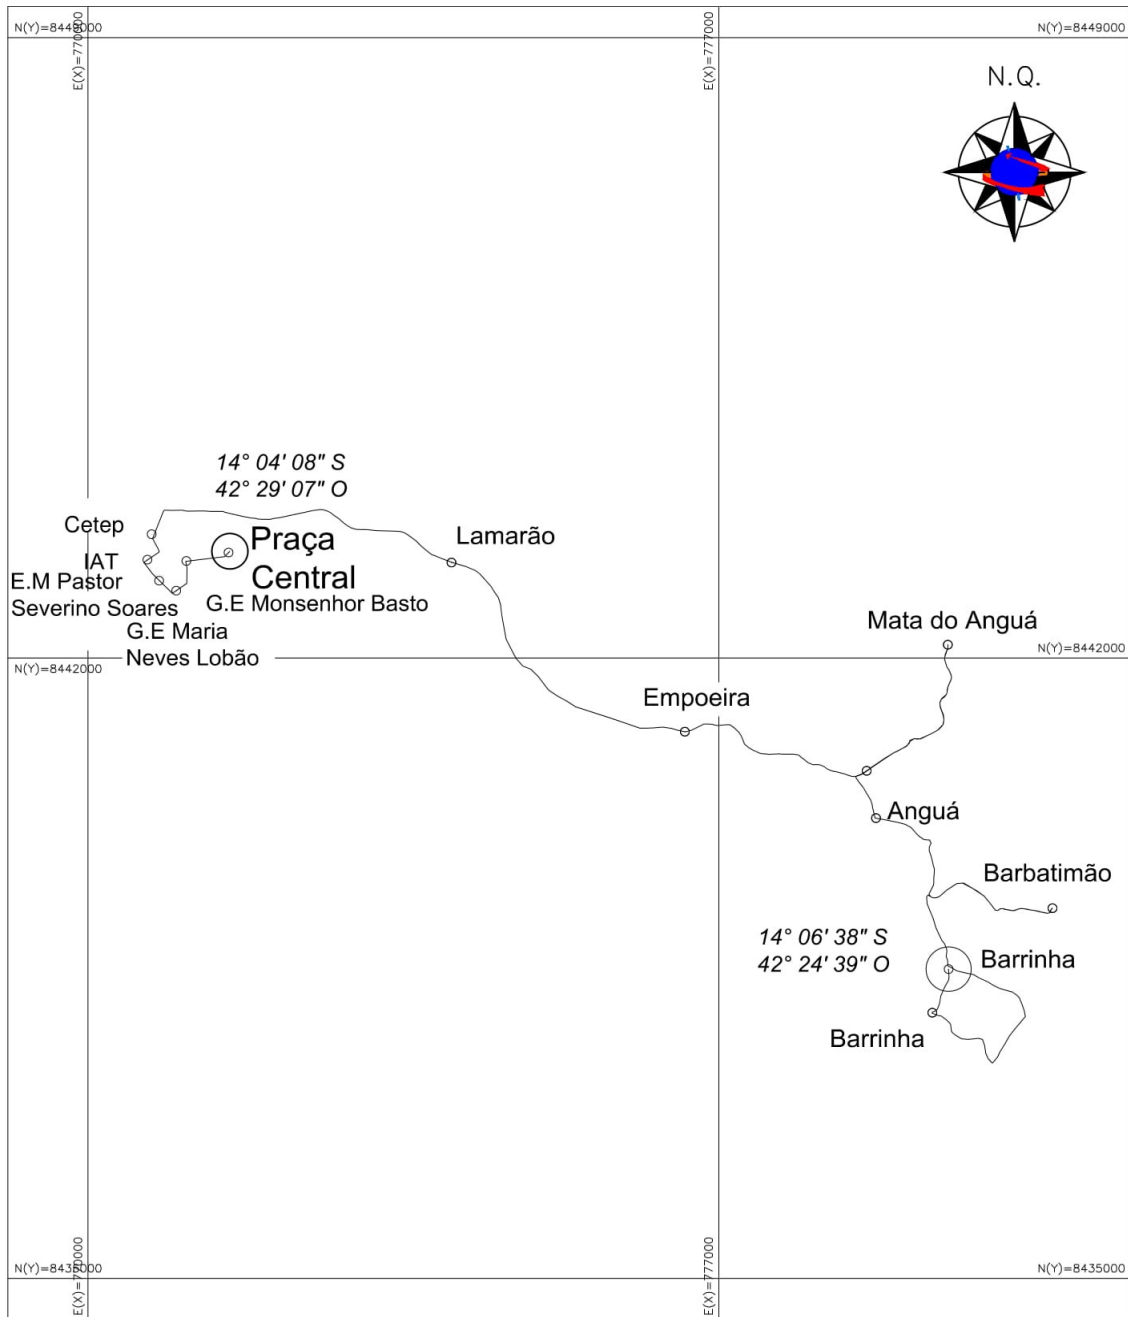 N(Y)=8449000
E(X)=770000
E(X)=777000
N(Y)=8449000
N.Q.
14° 04' 08" S
42° 29' 07" O
Cetep
IAT
E.M Pastor
Severino Soares
Praça
Central
G.E Monsenhor Basto
G.E Maria
Neves Lobão
Lamarão
Mata do Anguá
N(Y)=8442000
N(Y)=8442000
Empoeira
Anguá
Barbatimão
14° 06' 38" S
42° 24' 39" O
Barrinha
Barrinha
N(Y)=8435000
E(X)=770000
E(X)=777000
N(Y)=8435000